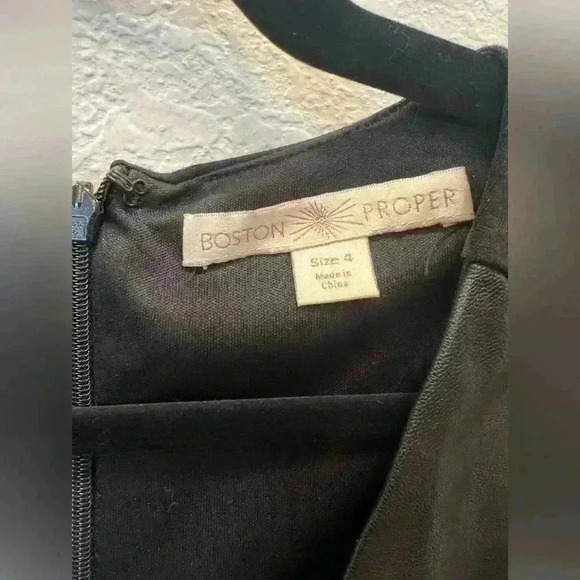 BOSTON PROPER
Size 4
Made in
China